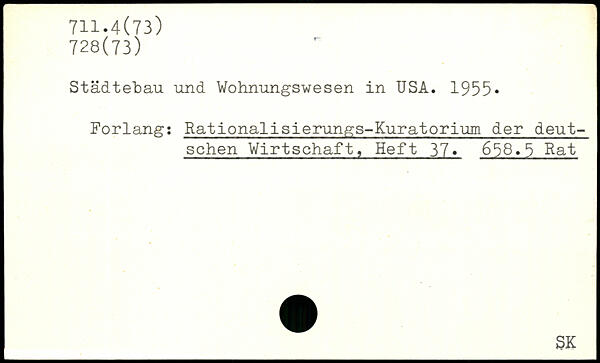 711.4(73)
728(73)
Städtebau und Wohnungswesen in USA. 1955.
Forlang: Rationalisierungs-Kuratorium der deut-
schen Wirtschaft, Heft 37. 658.5 Rat
SK